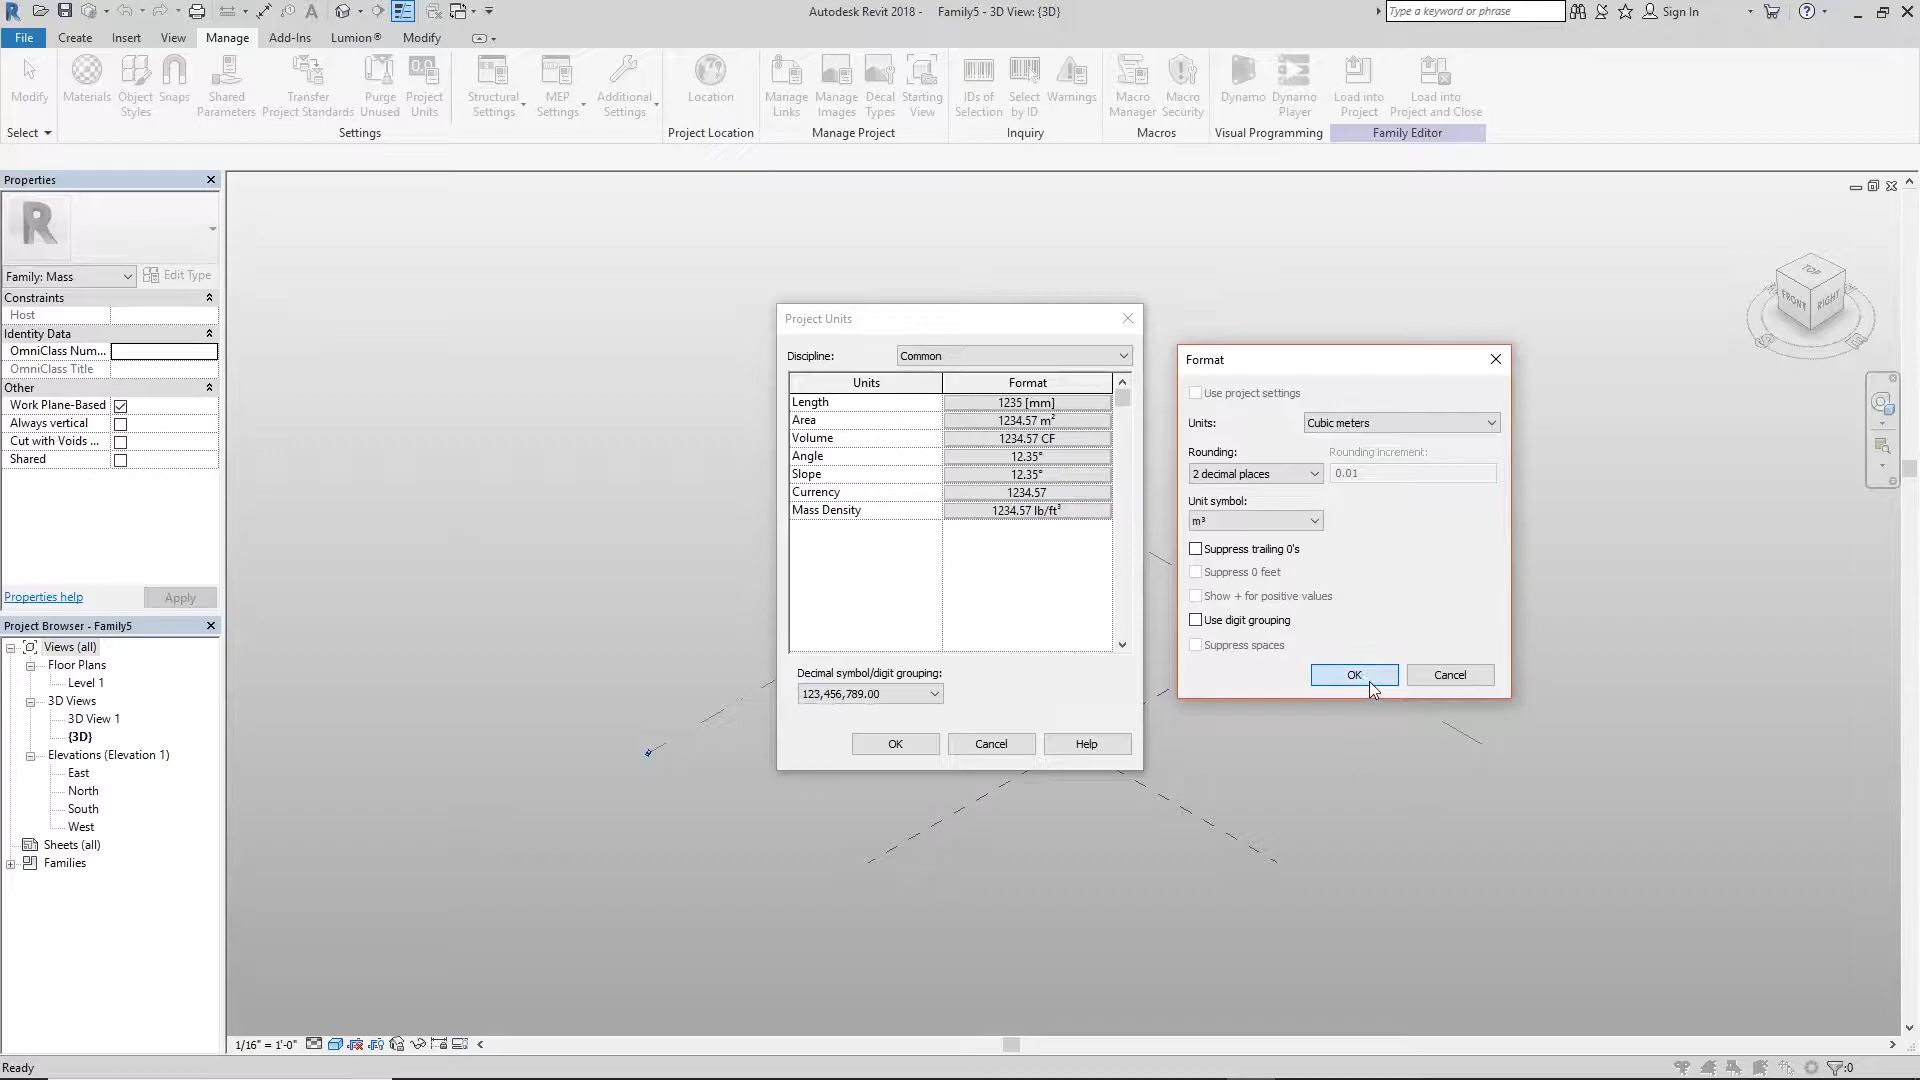 Autodesk Revit 2018 - Family5 - 3D View: {3D}
Type a keyword or phrase
Sign In
File Create Insert View Manage Add-Ins Lumion® Modify
Modify
Materials
Object Styles
Snaps
Shared Parameters
Transfer Project Standards
Purge Unused
Project Units
Structural Settings
MEP Settings
Additional Settings
Location
Manage Links
Manage Images
Decal Types
Starting View
IDs of Selection
Select by ID
Warnings
Macro Manager
Macro Security
Dynamo
Dynamo Player
Load into Project
Load into Project and Close
Select Settings Project Location Manage Project Inquiry Macros Visual Programming Family Editor
Properties
R
Family: Mass
Edit Type
Constraints
Host
Identity Data
OmniClass Num...
OmniClass Title
Other
Work Plane-Based
Always vertical
Cut with Voids ...
Shared
Properties help
Apply
Project Browser - Family5
Views (all)
Floor Plans
Level 1
3D Views
3D View 1
{3D}
Elevations (Elevation 1)
East
North
South
West
Sheets (all)
Families
Project Units
Discipline: Common
Units Format
Length 1235 [mm]
Area 1234.57 m²
Volume 1234.57 CF
Angle 12.35°
Slope 12.35°
Currency 1234.57
Mass Density 1234.57 lb/ft³
Decimal symbol/digit grouping:
123,456,789.00
OK Cancel Help
Format
Use project settings
Units: Cubic meters
Rounding: Rounding increment:
2 decimal places 0.01
Unit symbol:
m³
Suppress trailing 0's
Suppress 0 feet
Show + for positive values
Use digit grouping
Suppress spaces
OK Cancel
TOP
FRONT RIGHT
S E
1/16" = 1'-0"
Ready
:0